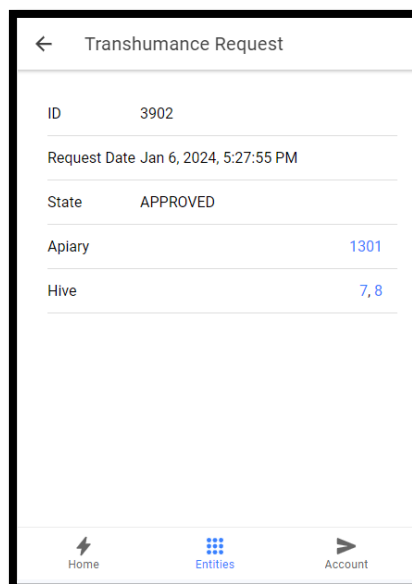 Transhumance Request
ID 3902
Request Date Jan 6, 2024, 5:27:55 PM
State APPROVED
Apiary 1301
Hive 7, 8
Home Entities Account